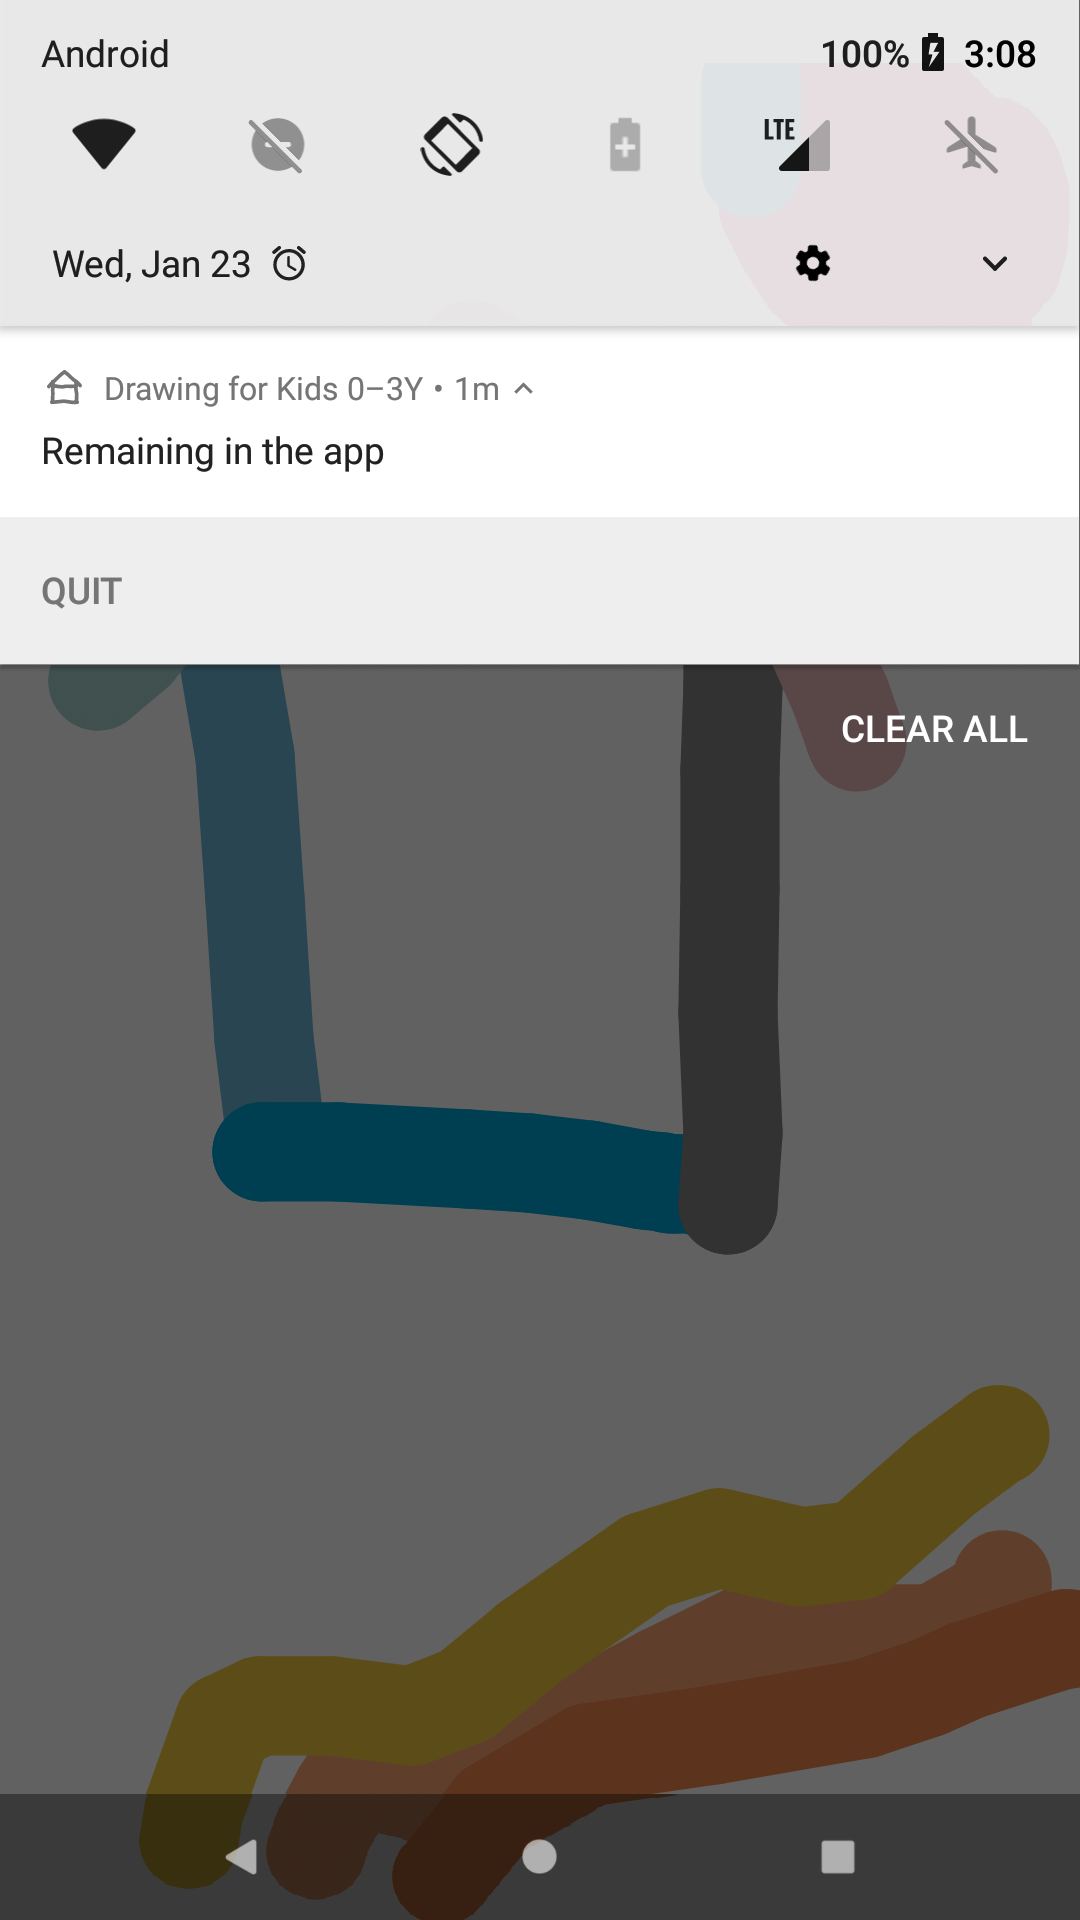 Android 100% 3:08
LTE
Wed, Jan 23
Drawing for Kids 0–3Y • 1m
Remaining in the app
QUIT
CLEAR ALL